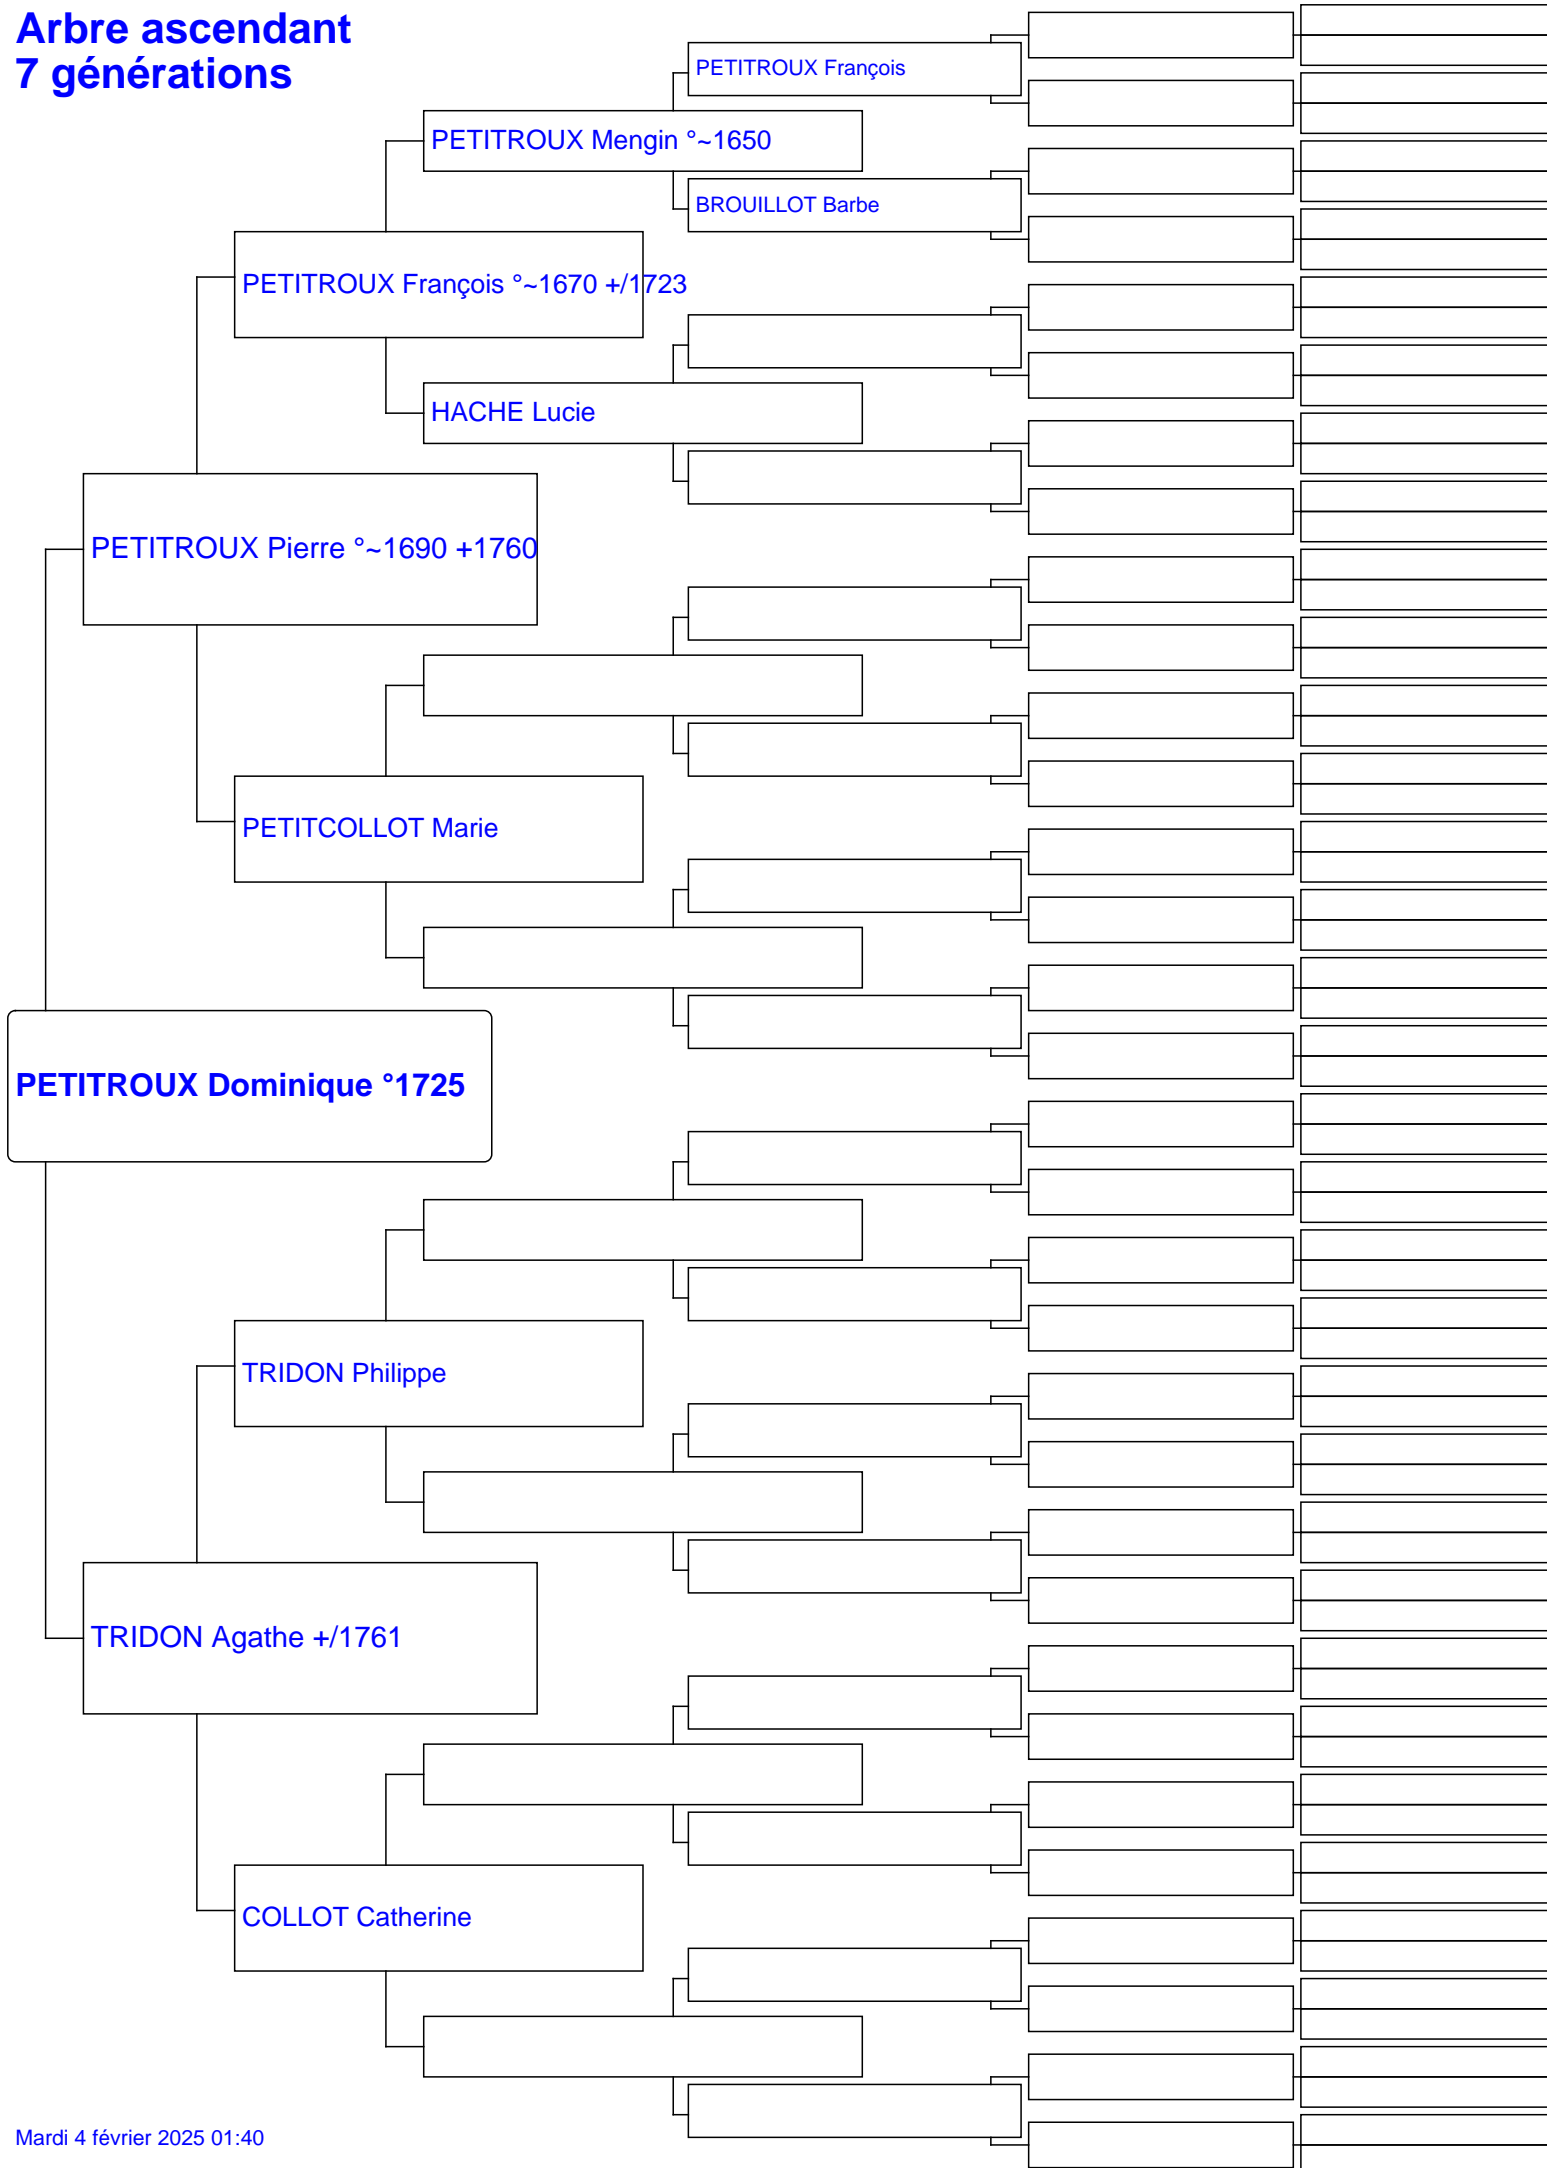 Arbre ascendant
7 générations
PETITROUX François
PETITROUX Mengin °~1650
BROUILLOT Barbe
PETITROUX François °~1670 +/1723
HACHE Lucie
PETITROUX Pierre °~1690 +1760
PETITCOLLOT Marie
PETITROUX Dominique °1725
TRIDON Philippe
TRIDON Agathe +/1761
COLLOT Catherine
Mardi 4 février 2025 01:40